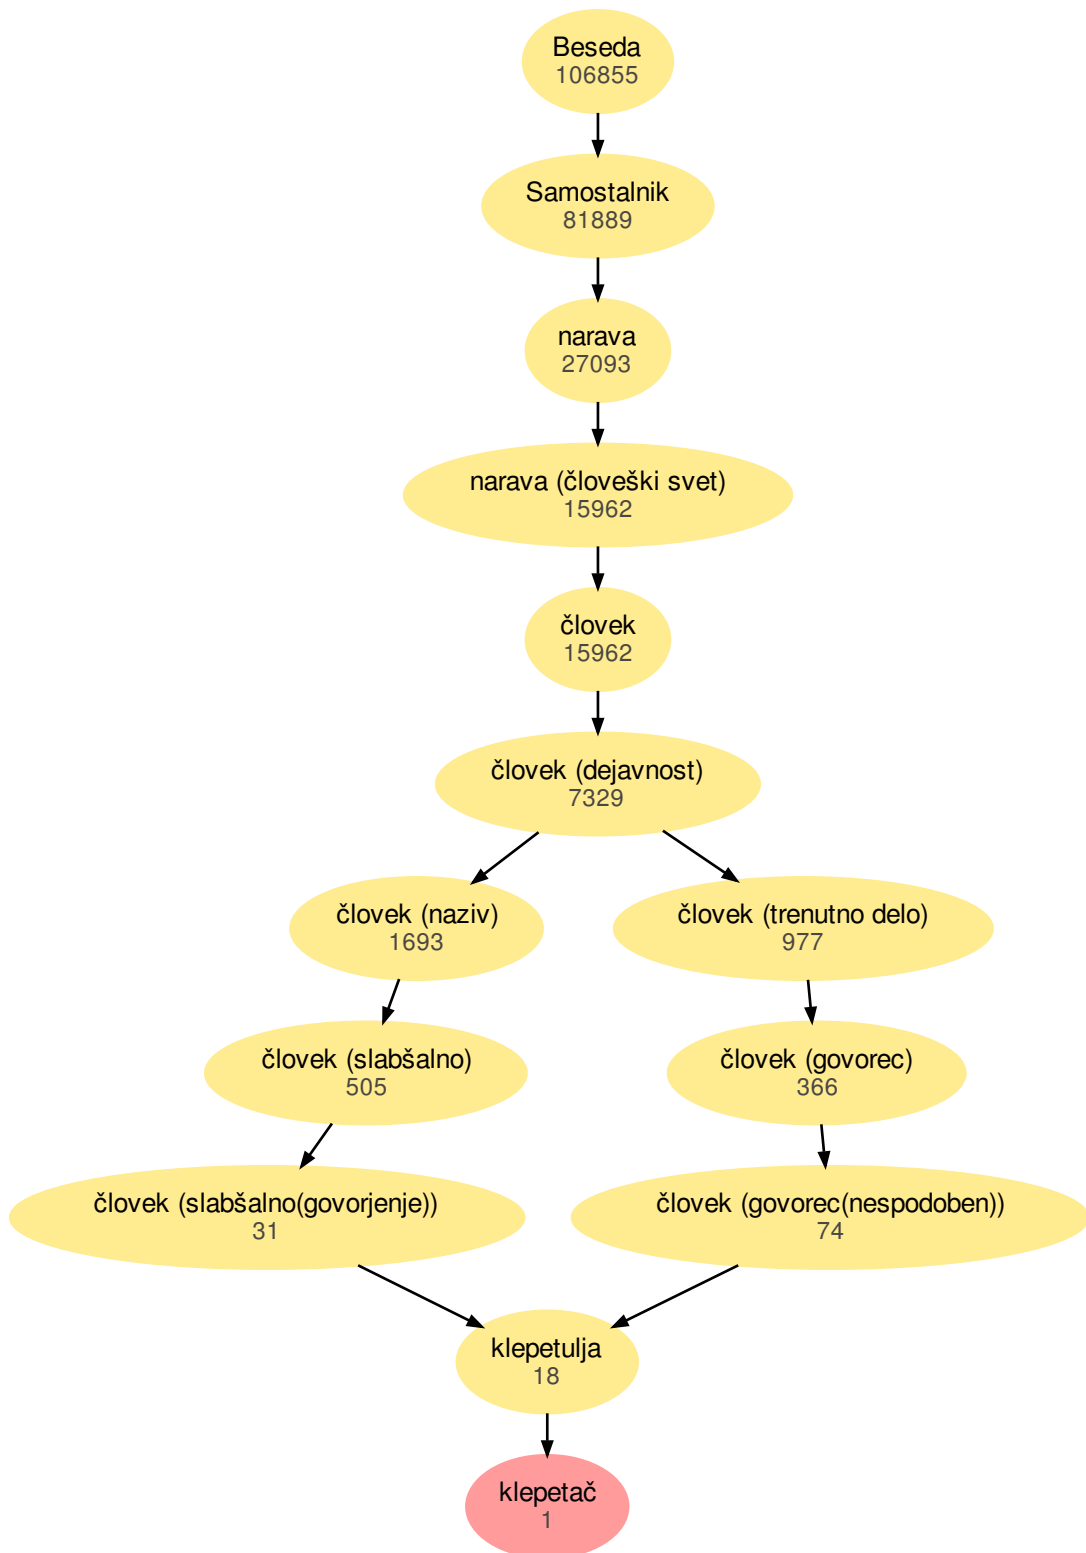 Beseda
106855
Samostalnik
81889
narava
27093
narava (človeški svet)
15962
človek
15962
človek (dejavnost)
7329
človek (naziv)
1693
človek (trenutno delo)
977
človek (slabšalno)
505
človek (govorec)
366
človek (slabšalno(govorjenje))
31
človek (govorec(nespodoben))
74
klepetulja
18
klepetač
1